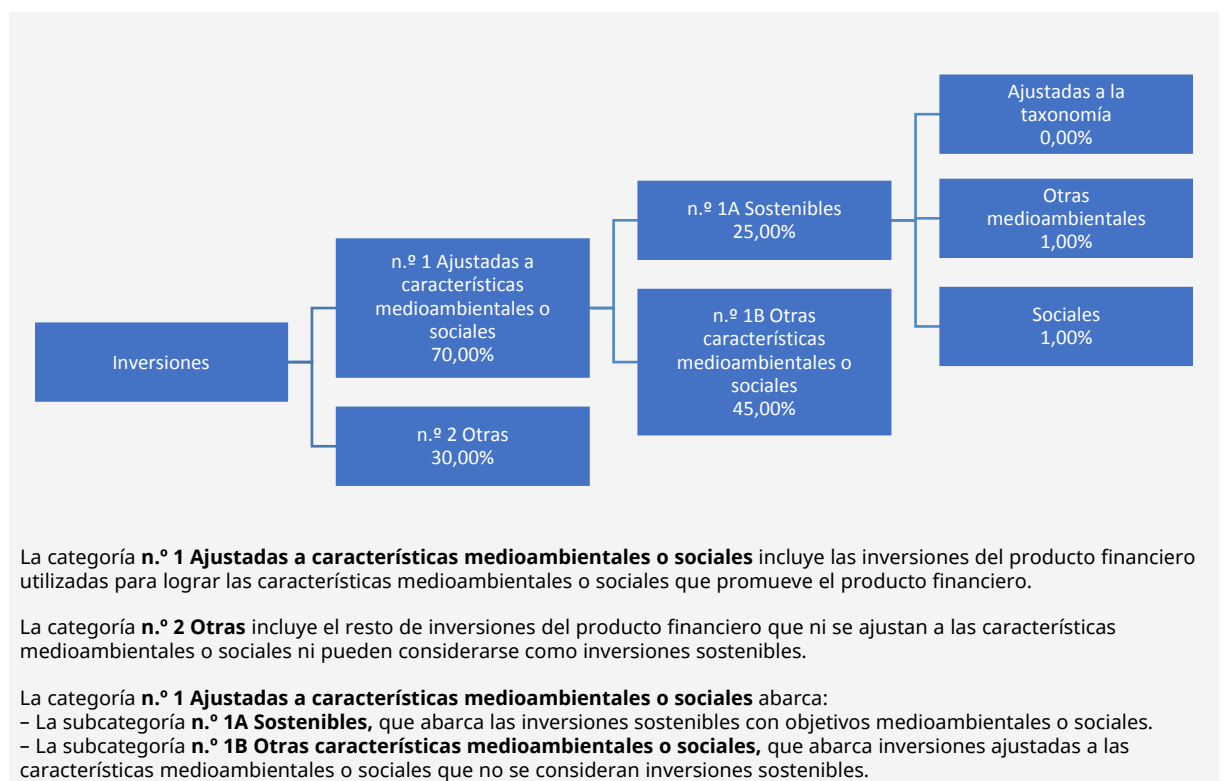 Inversiones
n.º 1 Ajustadas a
características
medioambientales o
sociales
70,00%
n.º 2 Otras
30,00%
n.º 1A Sostenibles
25,00%
n.º 1B Otras
características
medioambientales o
sociales
45,00%
Ajustadas a la
taxonomía
0,00%
Otras
medioambientales
1,00%
Sociales
1,00%
La categoría n.º 1 Ajustadas a características medioambientales o sociales incluye las inversiones del producto financiero
utilizadas para lograr las características medioambientales o sociales que promueve el producto financiero.
La categoría n.º 2 Otras incluye el resto de inversiones del producto financiero que ni se ajustan a las características
medioambientales o sociales ni pueden considerarse como inversiones sostenibles.
La categoría n.º 1 Ajustadas a características medioambientales o sociales abarca:
– La subcategoría n.º 1A Sostenibles, que abarca las inversiones sostenibles con objetivos medioambientales o sociales.
– La subcategoría n.º 1B Otras características medioambientales o sociales, que abarca inversiones ajustadas a las
características medioambientales o sociales que no se consideran inversiones sostenibles.